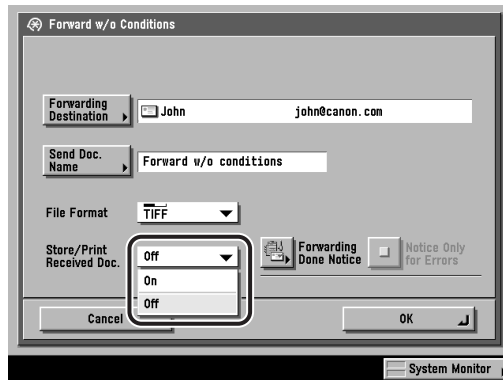 Forward w/o Conditions
Forwarding
Destination
John john@canon.com
Send Doc.
Name
Forward w/o conditions
File Format
TIFF
Store/Print
Received Doc.
Off
On
Off
Forwarding
Done Notice
Notice Only
for Errors
Cancel
OK
System Monitor